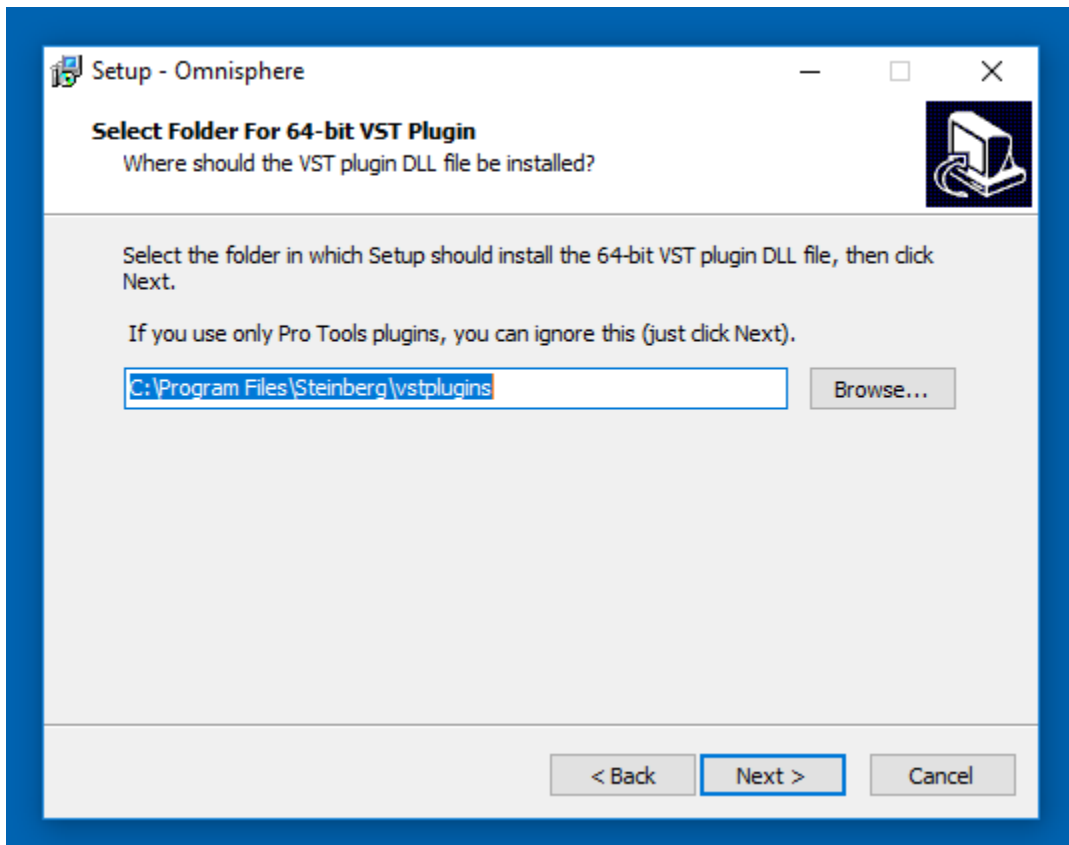 Setup - Omnisphere
Select Folder For 64-bit VST Plugin
Where should the VST plugin DLL file be installed?
Select the folder in which Setup should install the 64-bit VST plugin DLL file, then click
Next.
If you use only Pro Tools plugins, you can ignore this (just click Next).
C:\Program Files\Steinberg\vstplugins
Browse...
< Back
Next >
Cancel